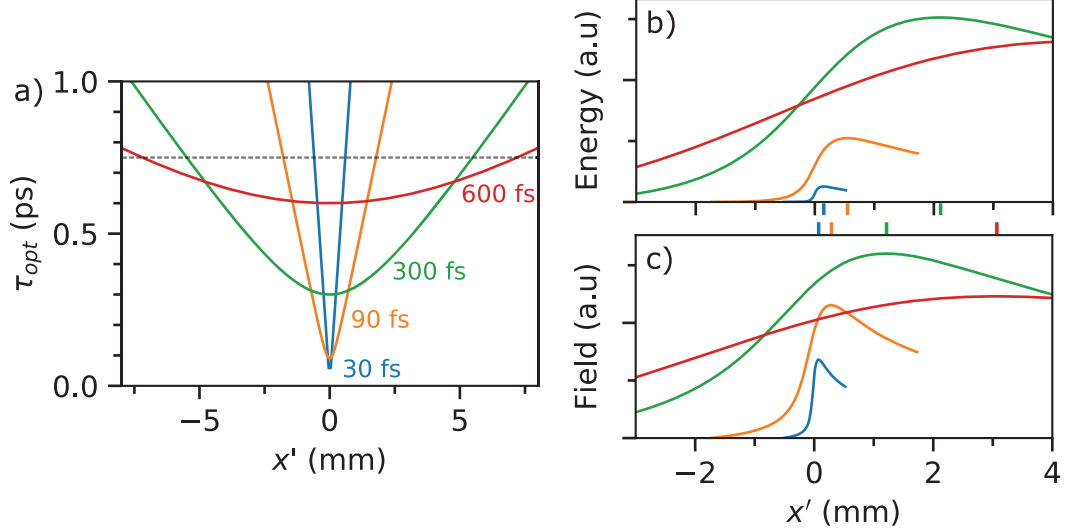 a)
τopt (ps)
1.0
0.5
0.0
600 fs
300 fs
90 fs
30 fs
−5
0
5
x' (mm)
b)
Energy (a.u)
c)
Field (a.u)
−2
0
2
4
x′ (mm)